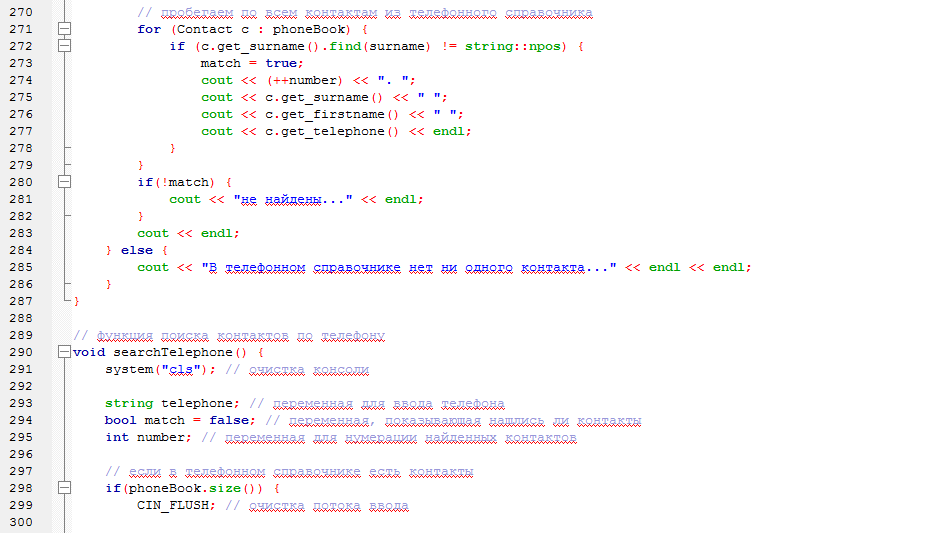 270 // пробегаем по всем контактам из телефонного справочника
271 for (Contact c : phoneBook) {
272 if (c.get_surname().find(surname) != string::npos) {
273 match = true;
274 cout << (++number) << ". ";
275 cout << c.get_surname() << " ";
276 cout << c.get_firstname() << " ";
277 cout << c.get_telephone() << endl;
278 }
279 }
280 if(!match) {
281 cout << "не найдены..." << endl;
282 }
283 cout << endl;
284 } else {
285 cout << "В телефонном справочнике нет ни одного контакта..." << endl << endl;
286 }
287 }
288
289 // функция поиска контактов по телефону
290 void searchTelephone() {
291 system("cls"); // очистка консоли
292
293 string telephone; // переменная для ввода телефона
294 bool match = false; // переменная, показывающая нашлись ли контакты
295 int number; // переменная для нумерации найденных контактов
296
297 // если в телефонном справочнике есть контакты
298 if(phoneBook.size()) {
299 CIN_FLUSH; // очистка потока ввода
300